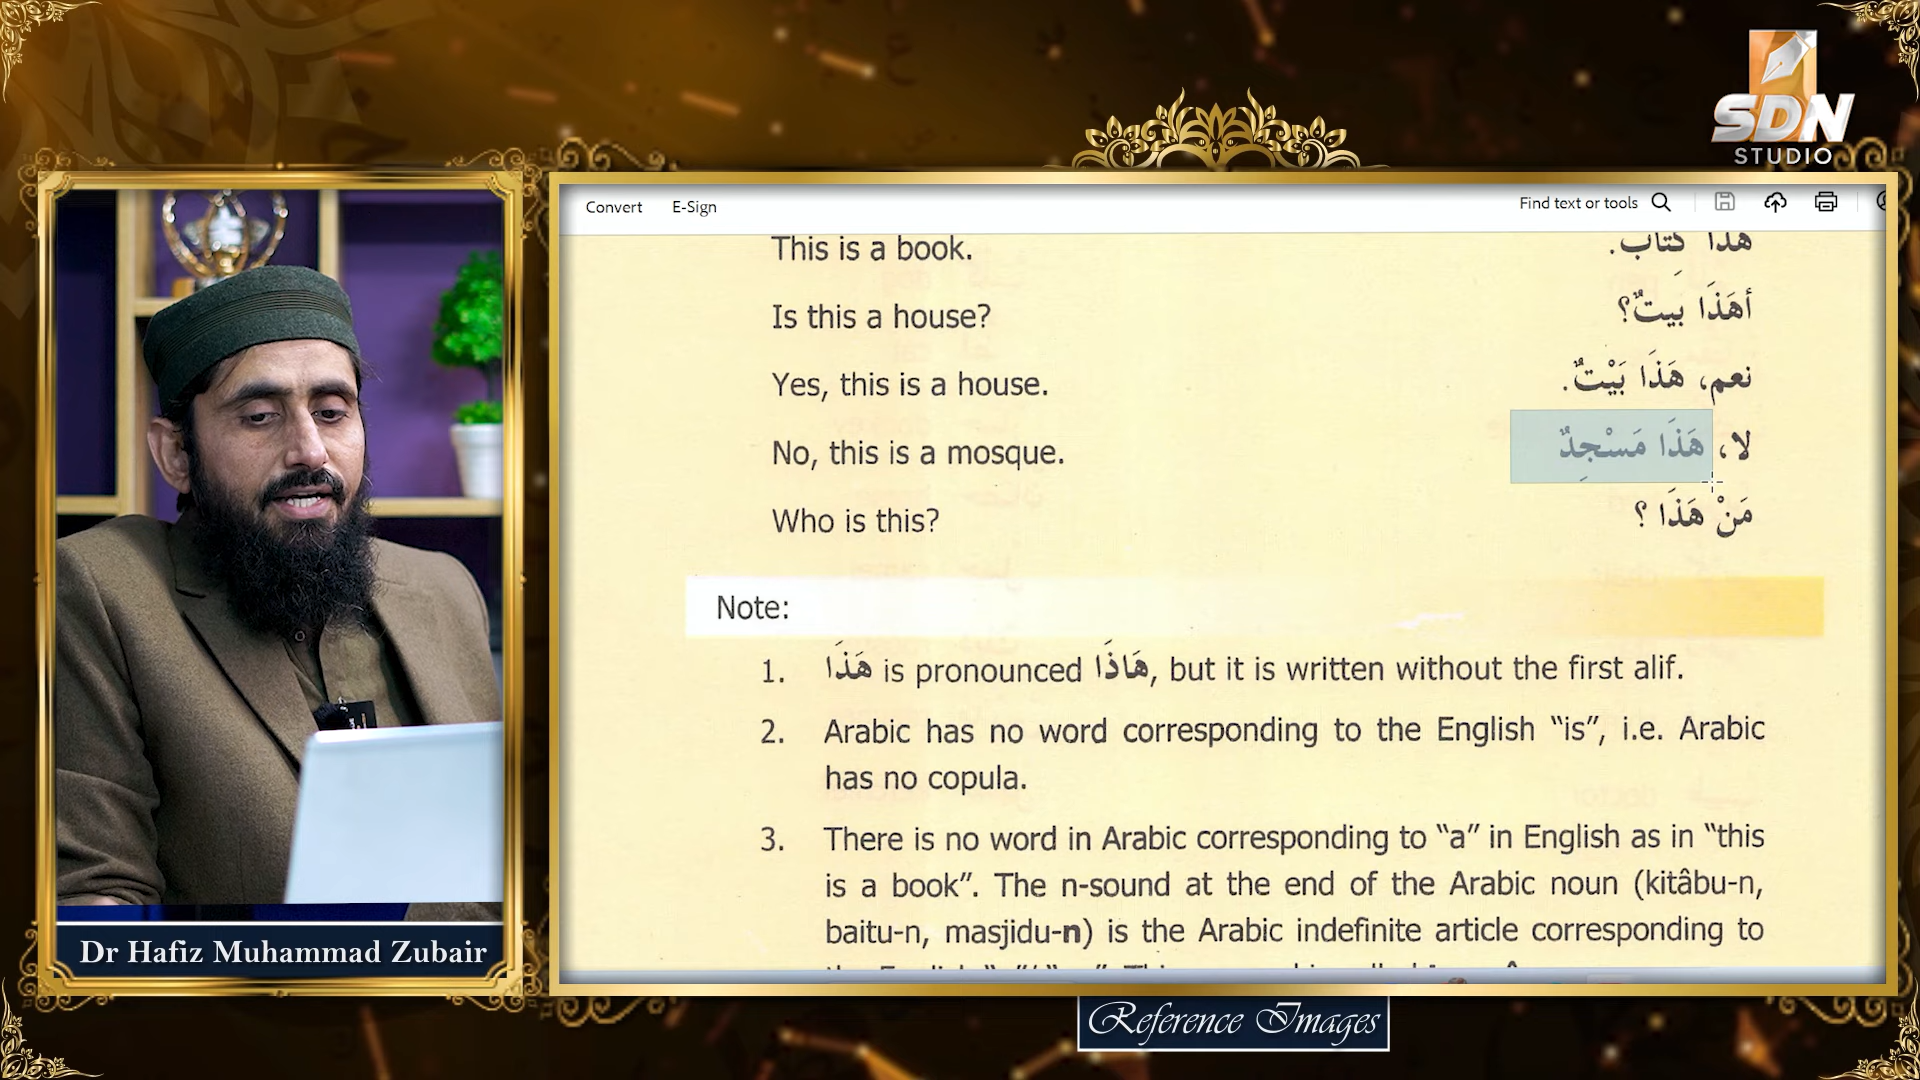 SDN
STUDIO
Convert E-Sign
Find text or tools
This is a book. هذا كِتاب.
Is this a house? أهَذَا بيتٌ؟
Yes, this is a house. نعم، هَذَا بَيْتٌ.
No, this is a mosque. لا، هَذَا مَسْجِدٌ
Who is this? مَنْ هَذَا ؟
Note:
1. هَذَا is pronounced هَاذَا, but it is written without the first alif.
2. Arabic has no word corresponding to the English “is”, i.e. Arabic
has no copula.
3. There is no word in Arabic corresponding to “a” in English as in “this
is a book”. The n-sound at the end of the Arabic noun (kitâbu-n,
baitu-n, masjidu-n) is the Arabic indefinite article corresponding to
Dr Hafiz Muhammad Zubair
Reference Images